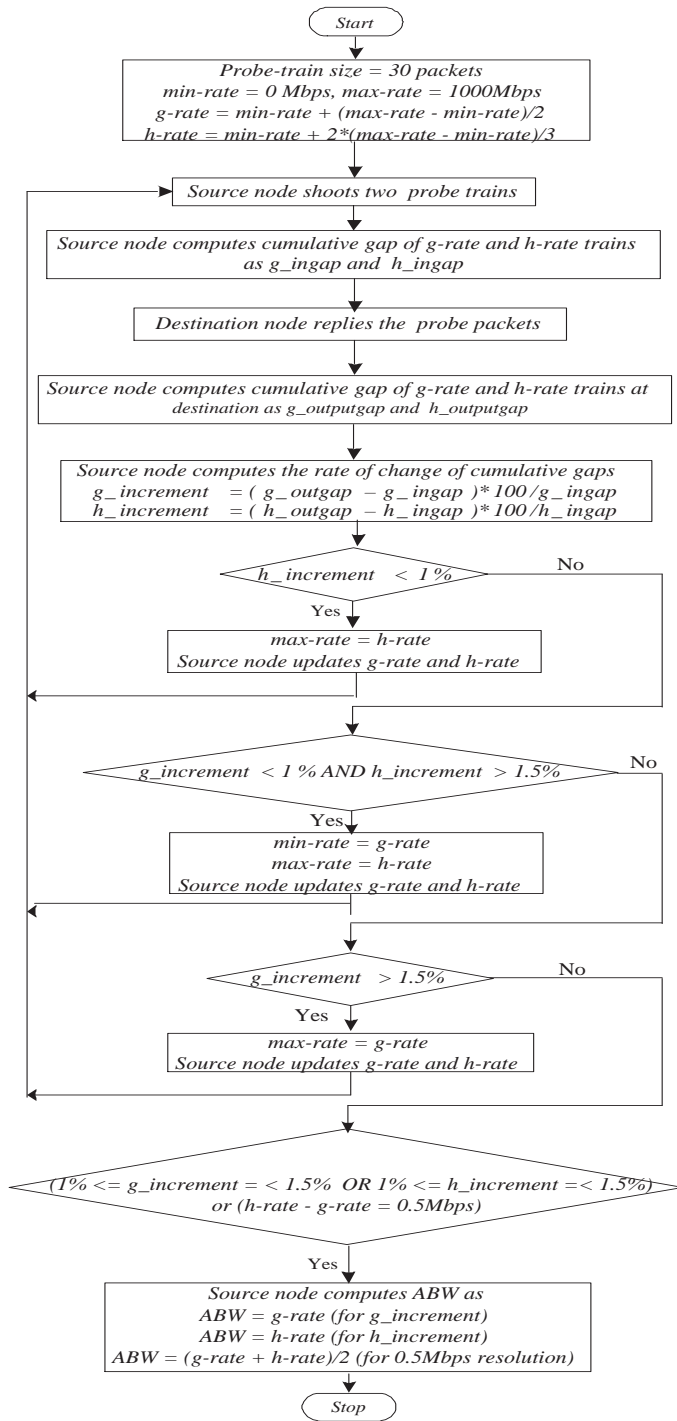 Start
Probe-train size = 30 packets
min-rate = 0 Mbps, max-rate = 1000Mbps
g-rate = min-rate + (max-rate - min-rate)/2
h-rate = min-rate + 2*(max-rate - min-rate)/3
Source node shoots two probe trains
Source node computes cumulative gap of g-rate and h-rate trains
as g_ingap and h_ingap
Destination node replies the probe packets
Source node computes cumulative gap of g-rate and h-rate trains at
destination as g_outputgap and h_outputgap
Source node computes the rate of change of cumulative gaps
g_increment = ( g_outgap – g_ingap )* 100 /g_ingap
h_increment = ( h_outgap – h_ingap )* 100 /h_ingap
h_increment < 1 %
No
Yes
max-rate = h-rate
Source node updates g-rate and h-rate
g_increment < 1 % AND h_increment > 1.5%
No
Yes
min-rate = g-rate
max-rate = h-rate
Source node updates g-rate and h-rate
g_increment > 1.5%
No
Yes
max-rate = g-rate
Source node updates g-rate and h-rate
(1% <= g_increment = < 1.5% OR 1% <= h_increment =< 1.5%)
or (h-rate - g-rate = 0.5Mbps)
Yes
Source node computes ABW as
ABW = g-rate (for g_increment)
ABW = h-rate (for h_increment)
ABW = (g-rate + h-rate)/2 (for 0.5Mbps resolution)
Stop